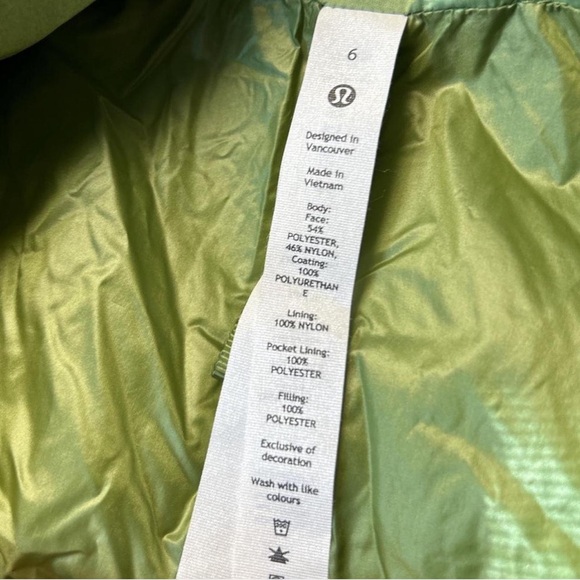 6
Designed in
Vancouver
Made in
Vietnam
Body:
Face:
54%
POLYESTER,
46% NYLON,
Coating:
100%
POLYURETHAN
E
Lining:
100% NYLON
Pocket Lining:
100%
POLYESTER
Filling:
100%
POLYESTER
Exclusive of
decoration
Wash with like
colours